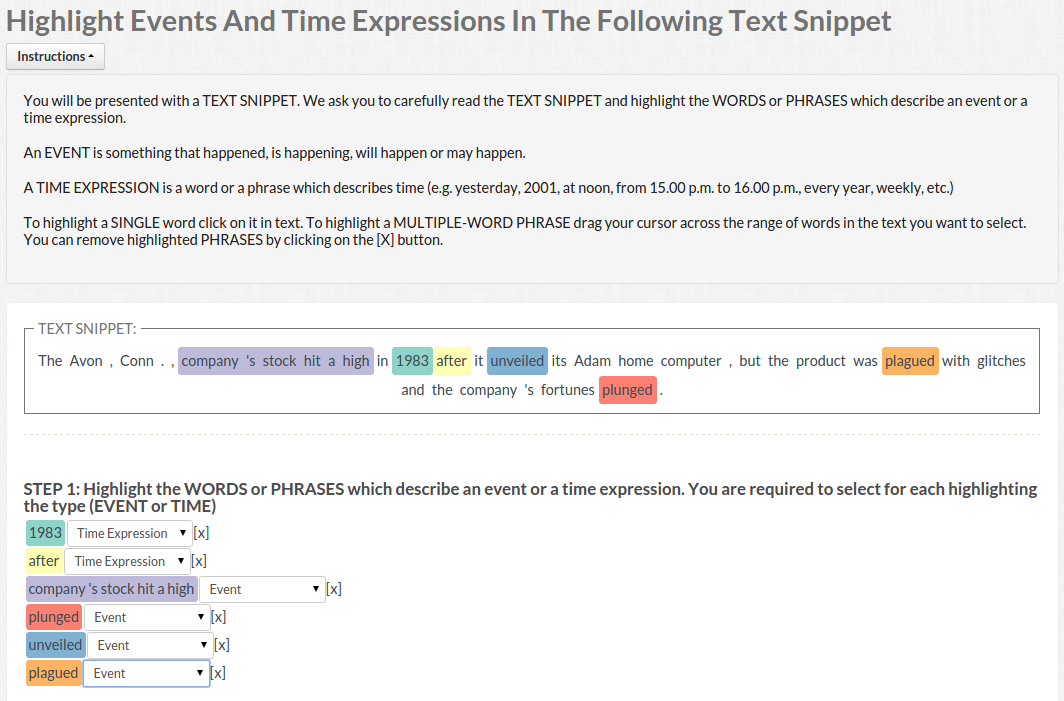 Highlight Events And Time Expressions In The Following Text Snippet
Instructions
You will be presented with a TEXT SNIPPET. We ask you to carefully read the TEXT SNIPPET and highlight the WORDS or PHRASES which describe an event or a
time expression.
An EVENT is something that happened, is happening, will happen or may happen.
A TIME EXPRESSION is a word or a phrase which describes time (e.g. yesterday, 2001, at noon, from 15.00 p.m. to 16.00 p.m., every year, weekly, etc.)
To highlight a SINGLE word click on it in text. To highlight a MULTIPLE-WORD PHRASE drag your cursor across the range of words in the text you want to select.
You can remove highlighted PHRASES by clicking on the [X] button.
TEXT SNIPPET:
The Avon , Conn . , company 's stock hit a high in 1983 after it unveiled its Adam home computer , but the product was plagued with glitches
and the company 's fortunes plunged .
STEP 1: Highlight the WORDS or PHRASES which describe an event or a time expression. You are required to select for each highlighting
the type (EVENT or TIME)
1983 Time Expression [x]
after Time Expression [x]
company 's stock hit a high Event [x]
plunged Event [x]
unveiled Event [x]
plagued Event [x]